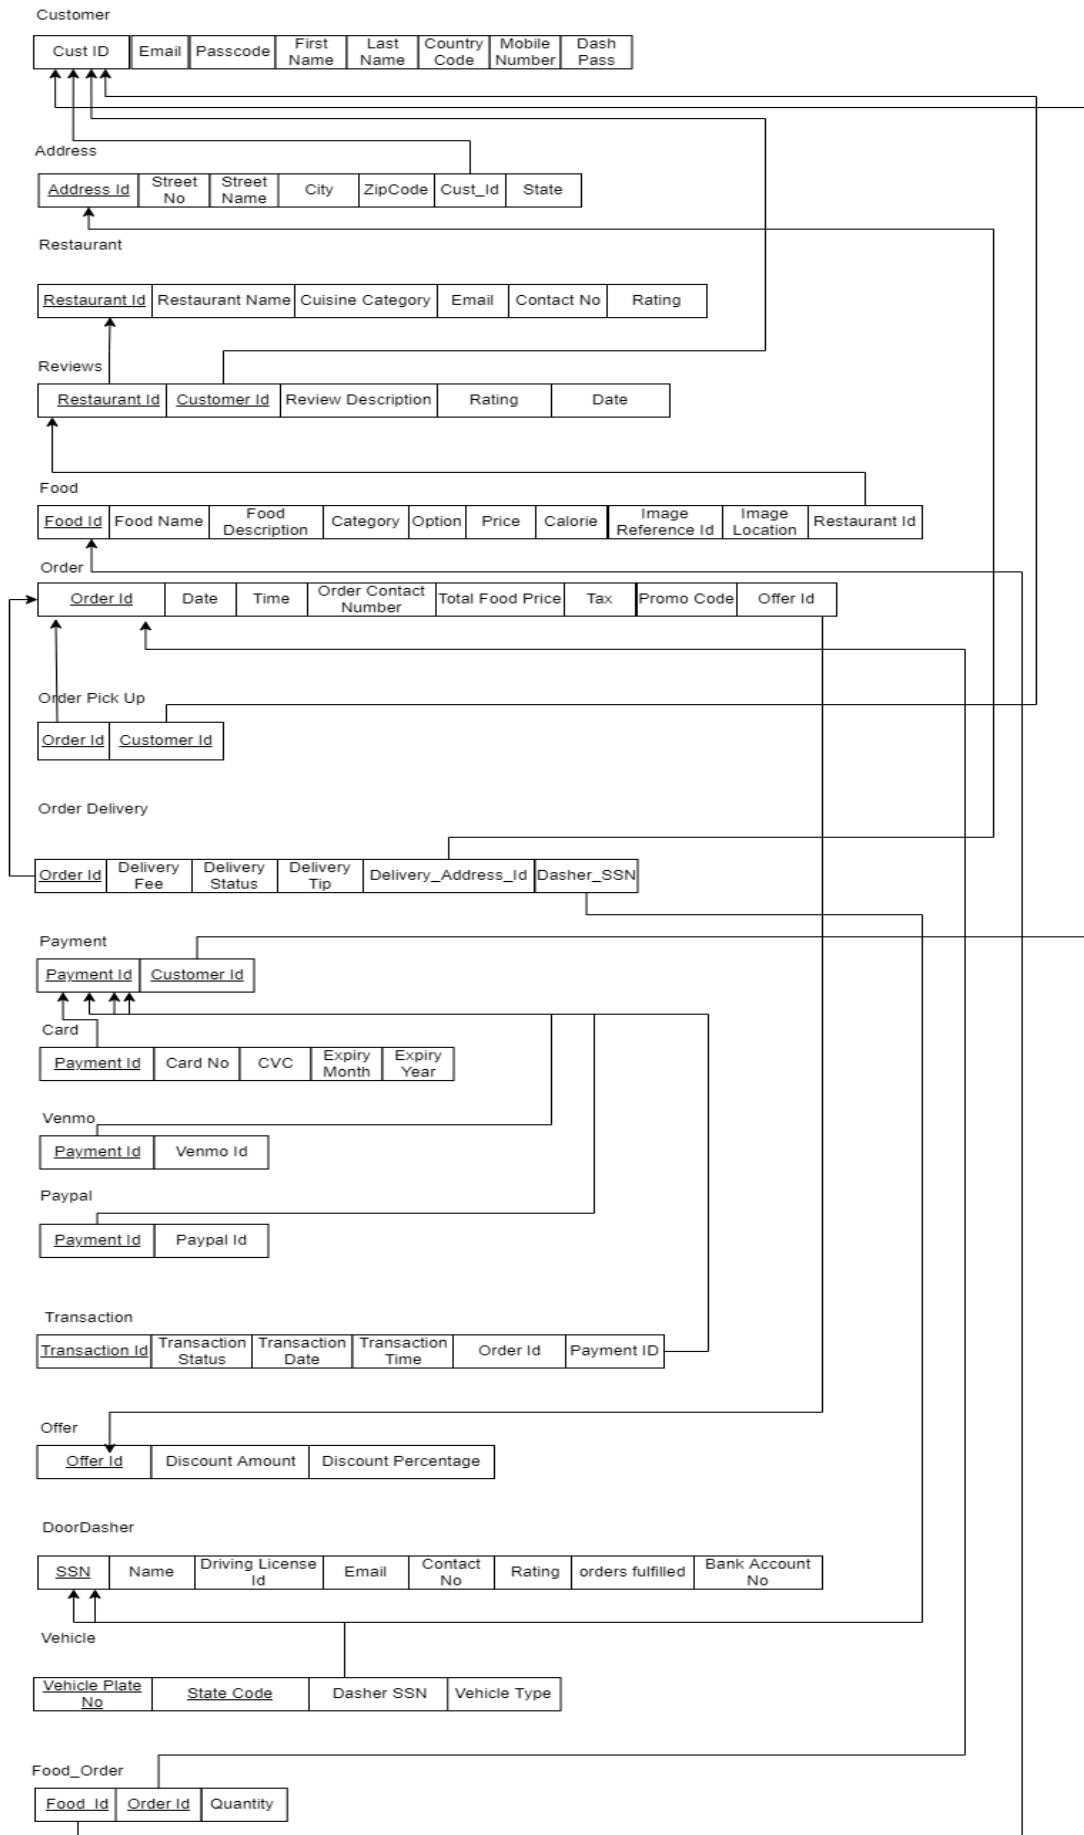 Customer
Cust ID Email Passcode First Name Last Name Country Code Mobile Number Dash Pass
Address
Address Id Street No Street Name City ZipCode Cust_Id State
Restaurant
Restaurant Id Restaurant Name Cuisine Category Email Contact No Rating
Reviews
Restaurant Id Customer Id Review Description Rating Date
Food
Food Id Food Name Food Description Category Option Price Calorie Image Reference Id Image Location Restaurant Id
Order
Order Id Date Time Order Contact Number Total Food Price Tax Promo Code Offer Id
Order Pick Up
Order Id Customer Id
Order Delivery
Order Id Delivery Fee Delivery Status Delivery Tip Delivery_Address_Id Dasher_SSN
Payment
Payment Id Customer Id
Card
Payment Id Card No CVC Expiry Month Expiry Year
Venmo
Payment Id Venmo Id
Paypal
Payment Id Paypal Id
Transaction
Transaction Id Transaction Status Transaction Date Transaction Time Order Id Payment ID
Offer
Offer Id Discount Amount Discount Percentage
DoorDasher
SSN Name Driving License Id Email Contact No Rating orders fulfilled Bank Account No
Vehicle
Vehicle Plate No State Code Dasher SSN Vehicle Type
Food_Order
Food_Id Order Id Quantity